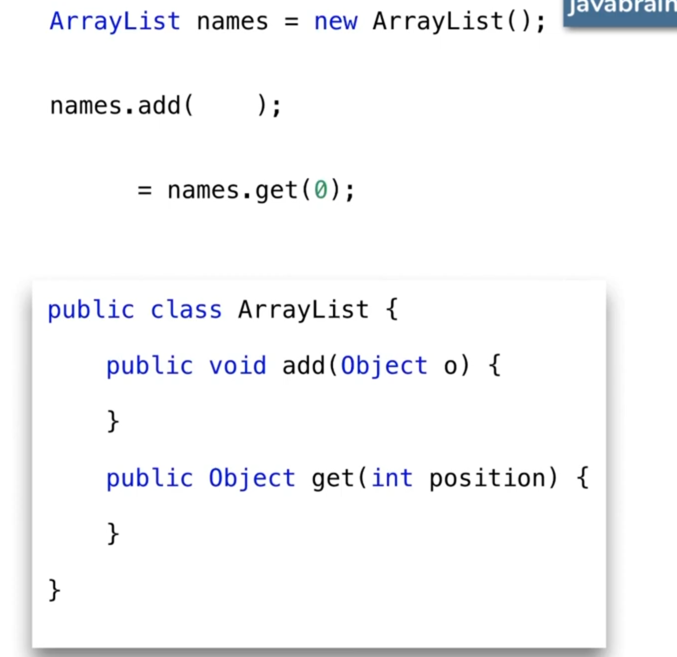 javabrain
ArrayList names = new ArrayList();
names.add(    );
= names.get(0);
public class ArrayList {
public void add(Object o) {
}
public Object get(int position) {
}
}